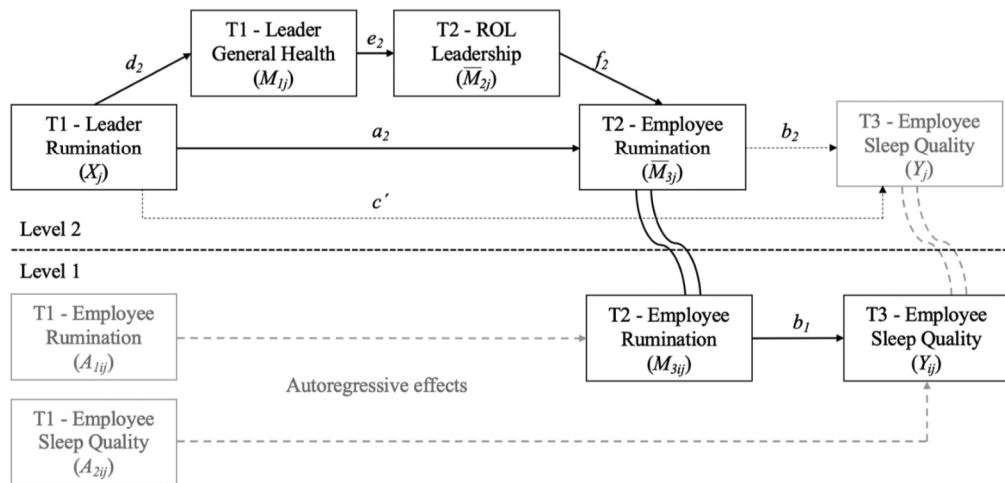 T1 - Leader
General Health
(M1j)
e2
T2 - ROL
Leadership
(M̅2j)
d2
f2
T1 - Leader
Rumination
(Xj)
a2
T2 - Employee
Rumination
(M̅3j)
b2
T3 - Employee
Sleep Quality
(Yj)
c´
Level 2
Level 1
T1 - Employee
Rumination
(A1ij)
T2 - Employee
Rumination
(M3ij)
b1
T3 - Employee
Sleep Quality
(Yij)
Autoregressive effects
T1 - Employee
Sleep Quality
(A2ij)